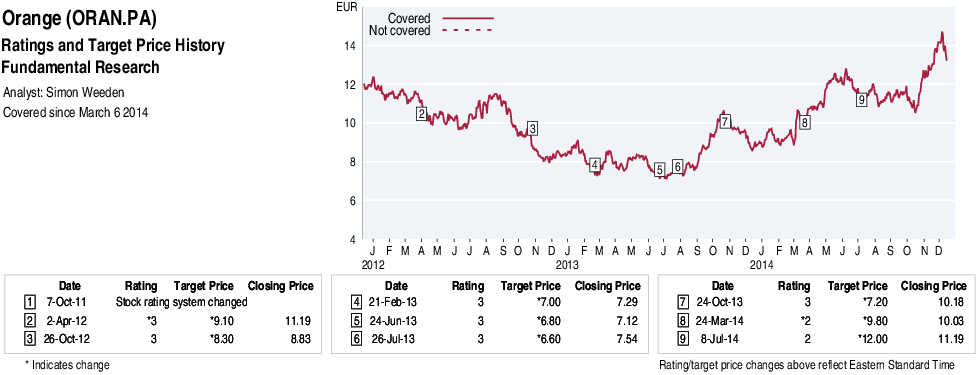 Orange (ORAN.PA)
Ratings and Target Price History
Fundamental Research
Analyst: Simon Weeden
Covered since March 6 2014
EUR
Covered
Not covered
14
12
10
8
6
4
2
3
4
5
6
7
8
9
J F M A M J J A S O N D J F M A M J J A S O N D J F M A M J J A S O N D
2012 2013 2014
Date Rating Target Price Closing Price
1 7-Oct-11 Stock rating system changed
2 2-Apr-12 *3 *9.10 11.19
3 26-Oct-12 3 *8.30 8.83
Date Rating Target Price Closing Price
4 21-Feb-13 3 *7.00 7.29
5 24-Jun-13 3 *6.80 7.12
6 26-Jul-13 3 *6.60 7.54
Date Rating Target Price Closing Price
7 24-Oct-13 3 *7.20 10.18
8 24-Mar-14 *2 *9.80 10.03
9 8-Jul-14 2 *12.00 11.19
* Indicates change
Rating/target price changes above reflect Eastern Standard Time